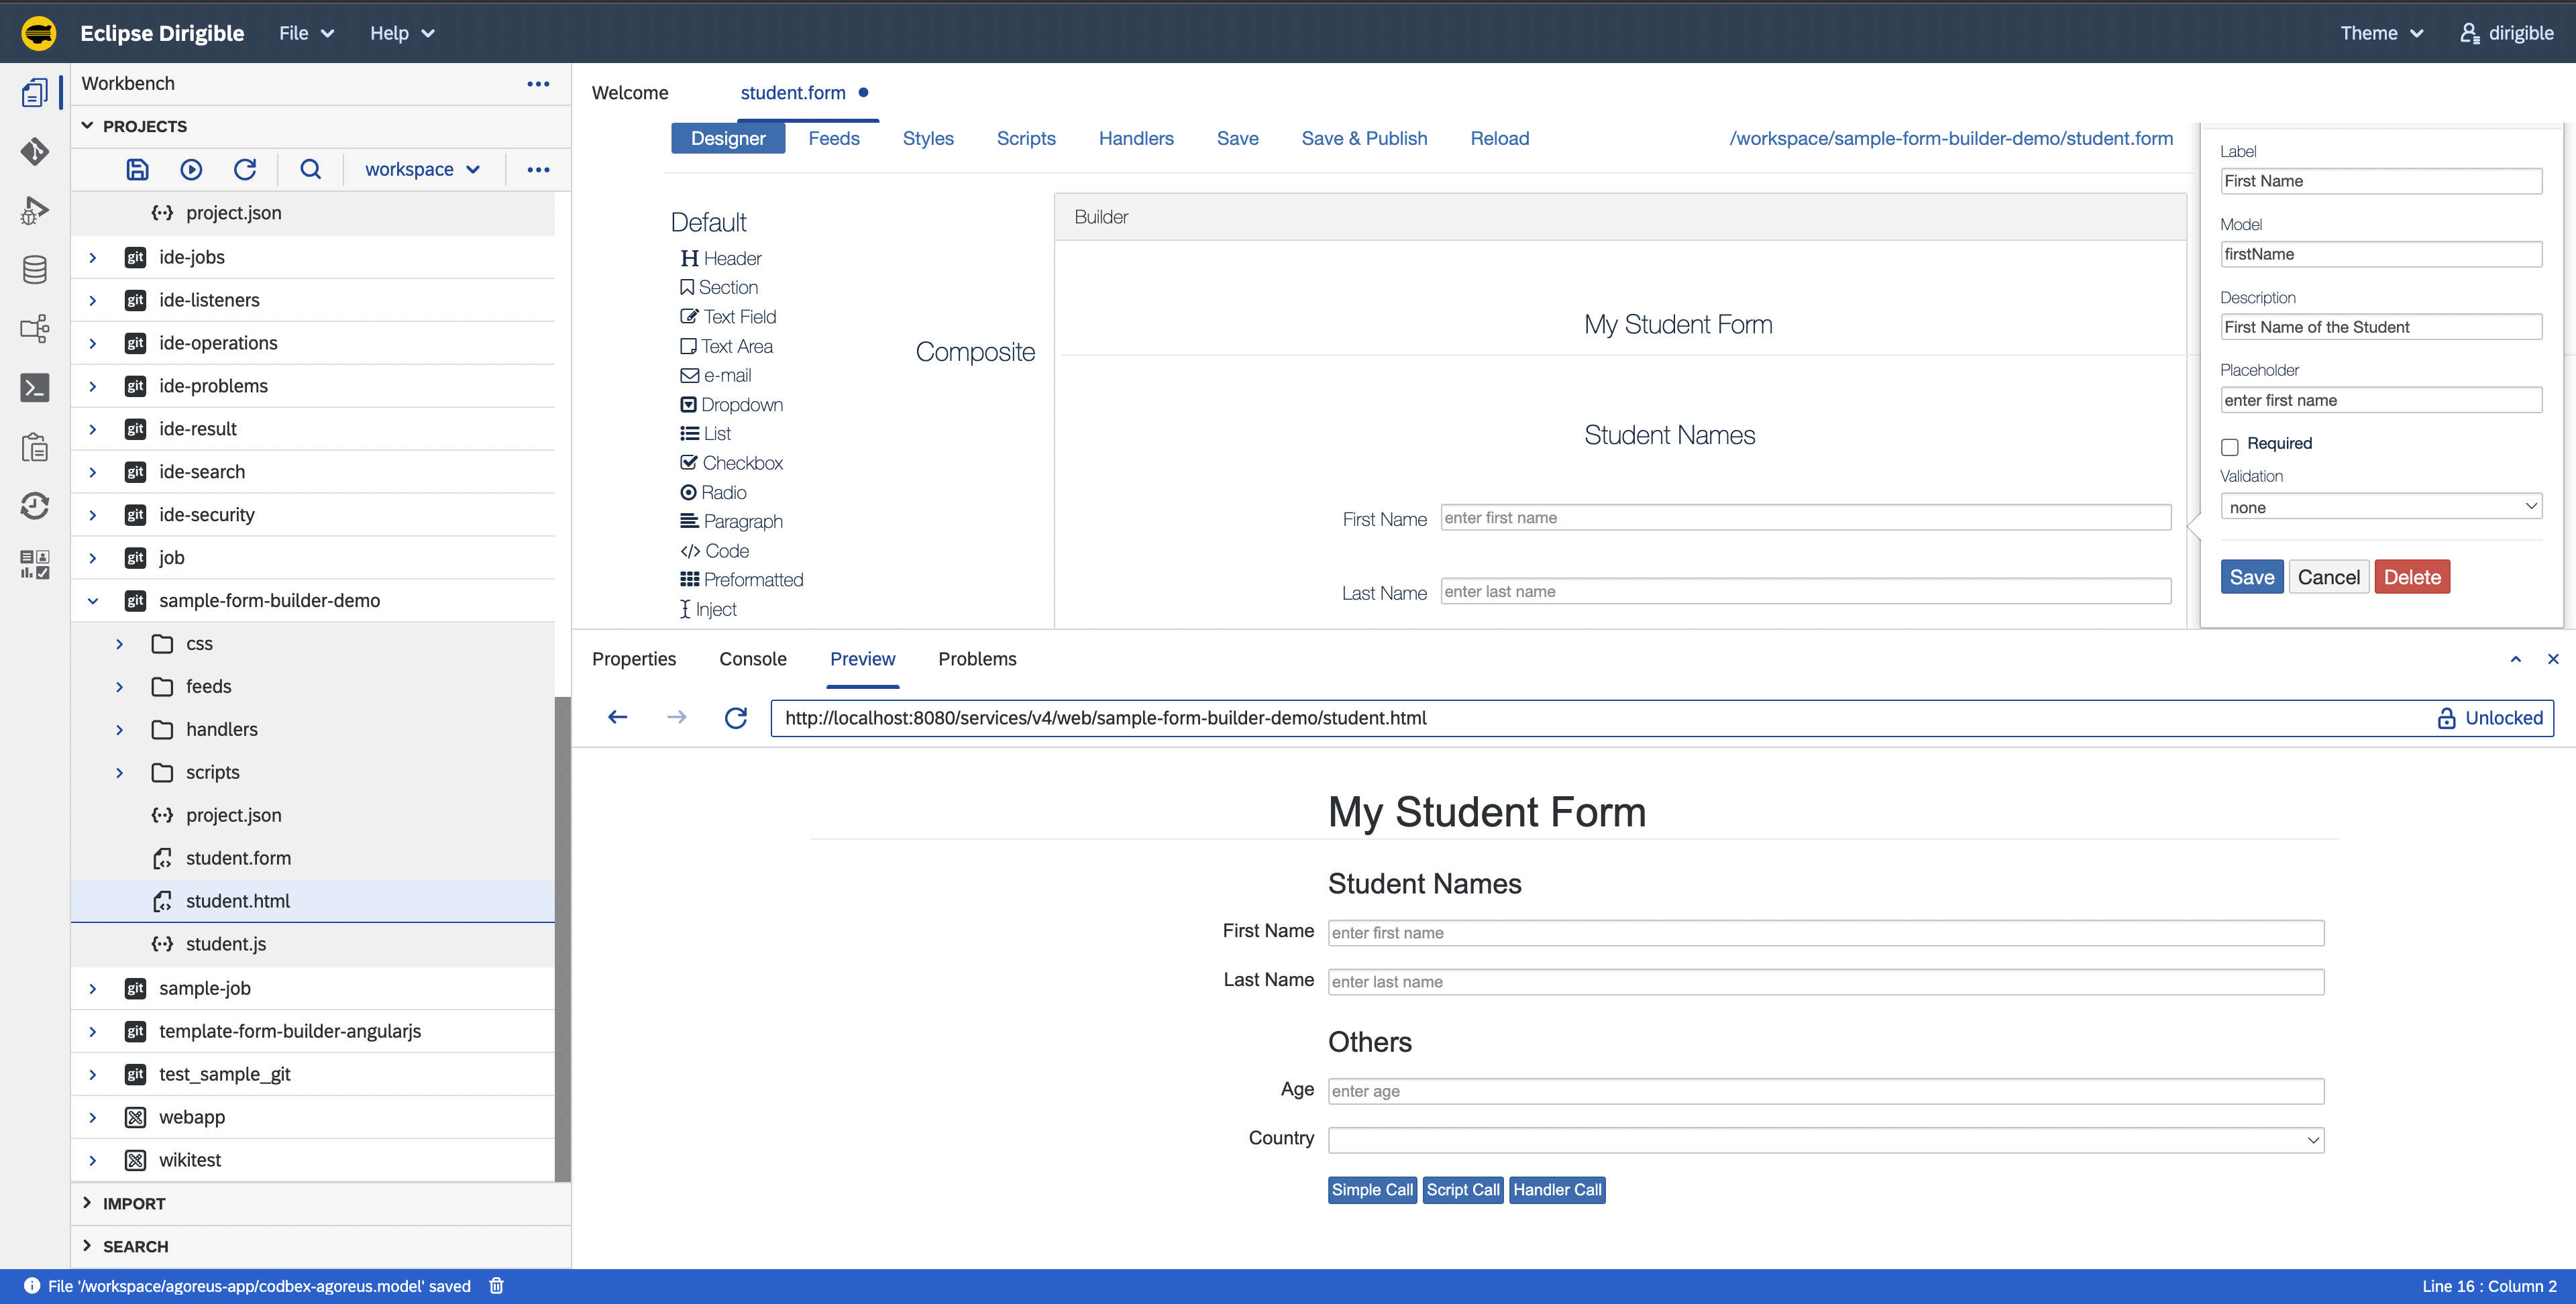 Eclipse Dirigible File Help Theme dirigible
Workbench
PROJECTS
workspace
project.json
git ide-jobs
git ide-listeners
git ide-operations
git ide-problems
git ide-result
git ide-search
git ide-security
git job
git sample-form-builder-demo
css
feeds
handlers
scripts
project.json
student.form
student.html
student.js
git sample-job
git template-form-builder-angularjs
git test_sample_git
webapp
wikitest
IMPORT
SEARCH
Welcome student.form
Designer Feeds Styles Scripts Handlers Save Save & Publish Reload /workspace/sample-form-builder-demo/student.form
Default
H Header
Section
Text Field
Text Area
e-mail
Dropdown
List
Checkbox
Radio
Paragraph
Code
Preformatted
Inject
Composite
Builder
My Student Form
Student Names
First Name enter first name
Last Name enter last name
Label
First Name
Model
firstName
Description
First Name of the Student
Placeholder
enter first name
Required
Validation
none
Save Cancel Delete
Properties Console Preview Problems
http://localhost:8080/services/v4/web/sample-form-builder-demo/student.html Unlocked
My Student Form
Student Names
First Name enter first name
Last Name enter last name
Others
Age enter age
Country
Simple Call Script Call Handler Call
File '/workspace/agoreus-app/codbex-agoreus.model' saved Line 16 : Column 2